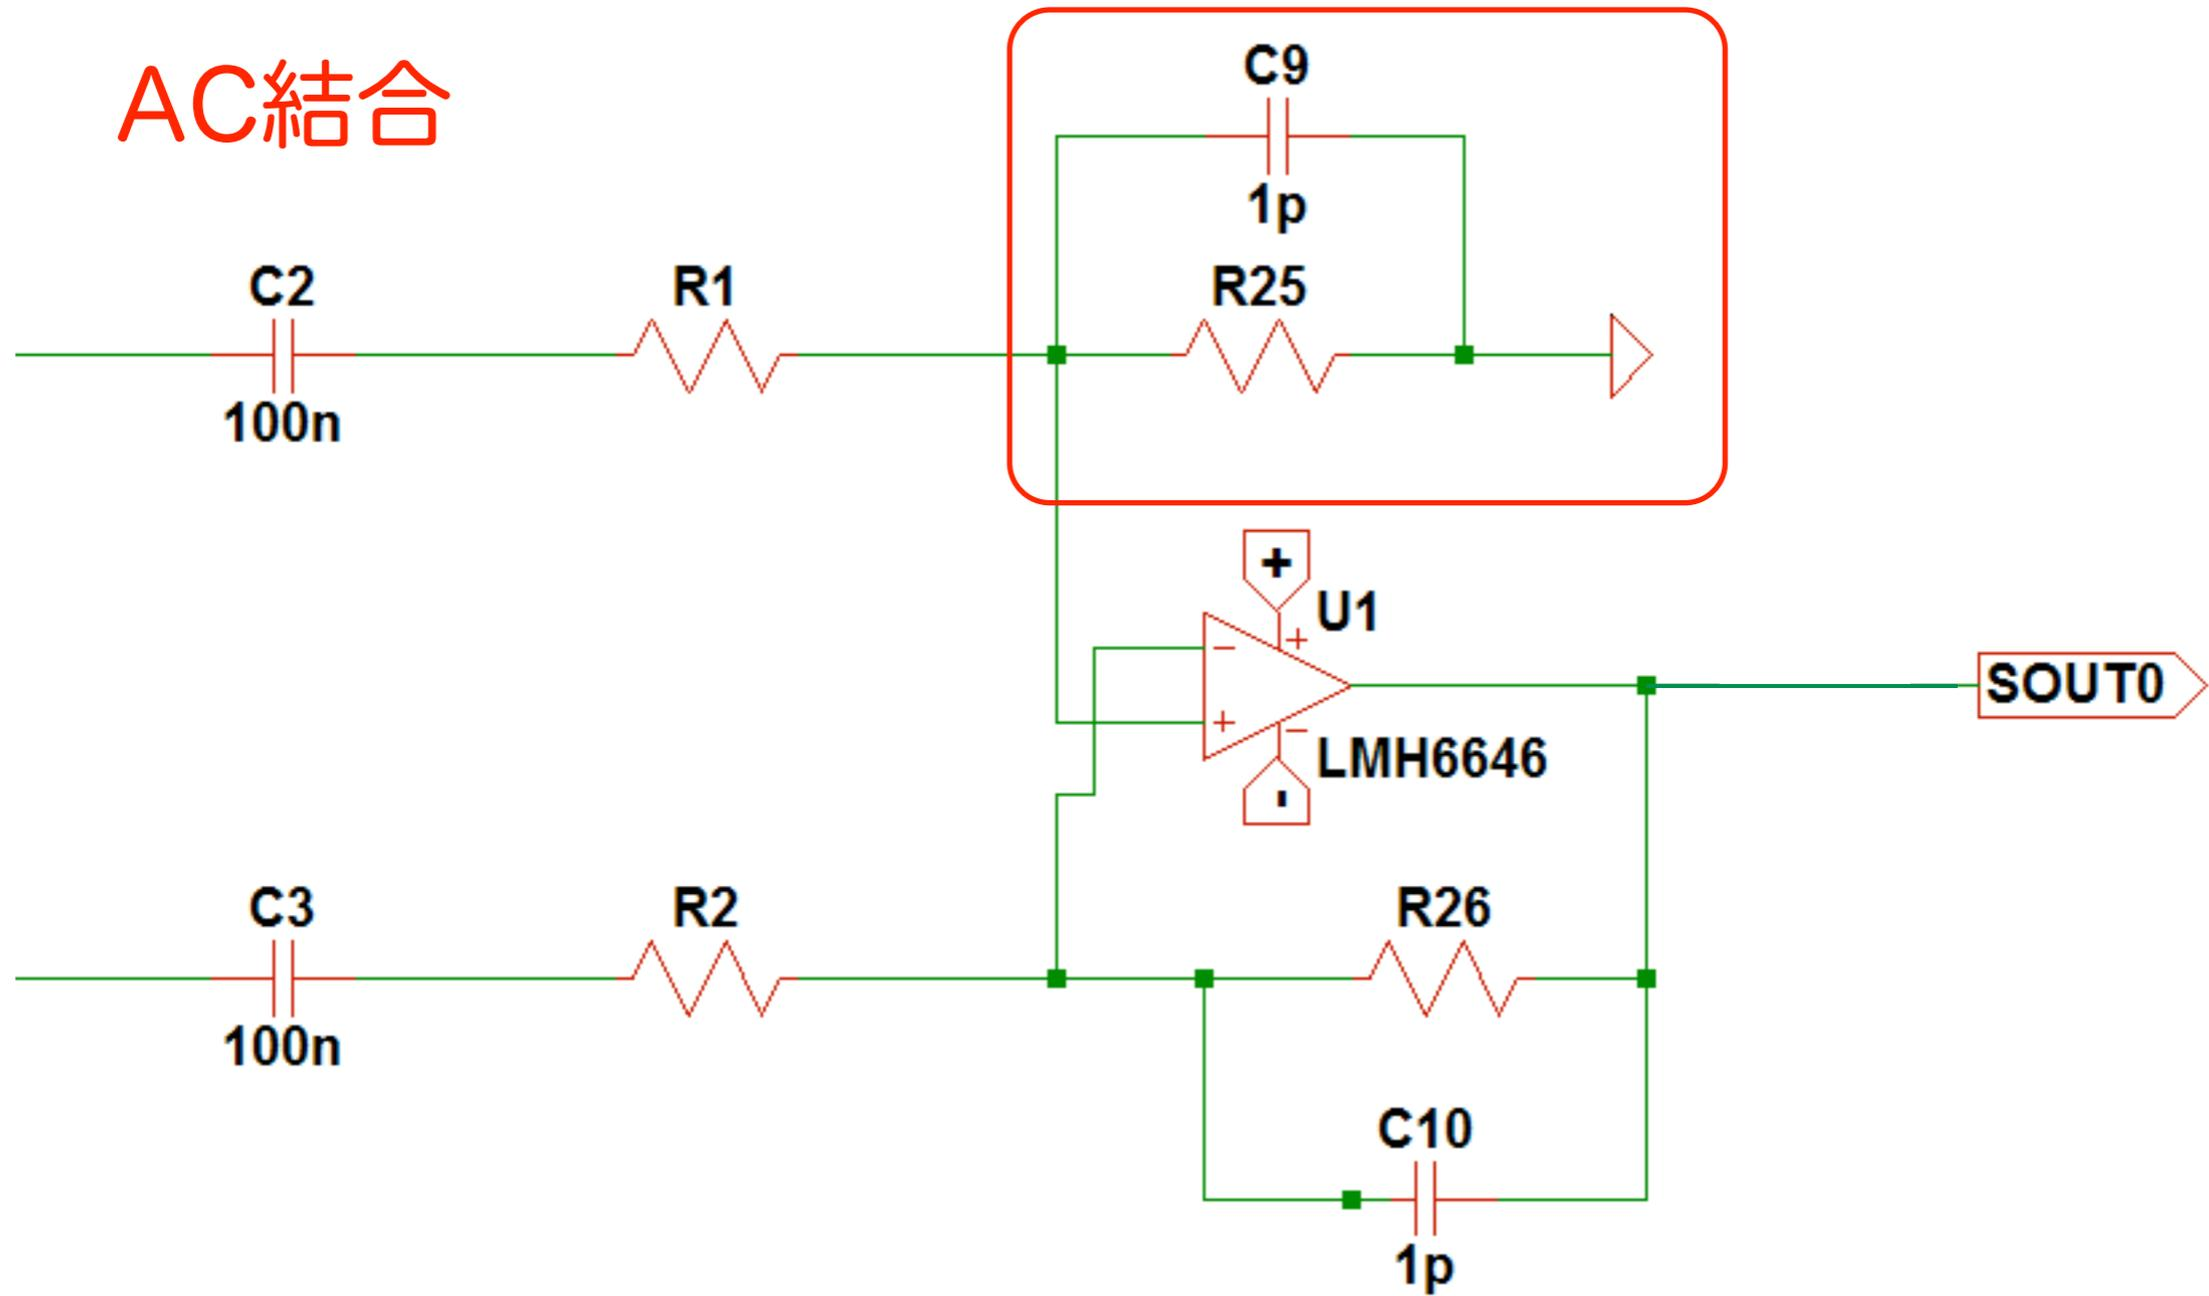 AC結合
C9
1p
C2
R1
R25
100n
+
U1
+
−
SOUT0
+
−
LMH6646
-
C3
R2
R26
100n
C10
1p